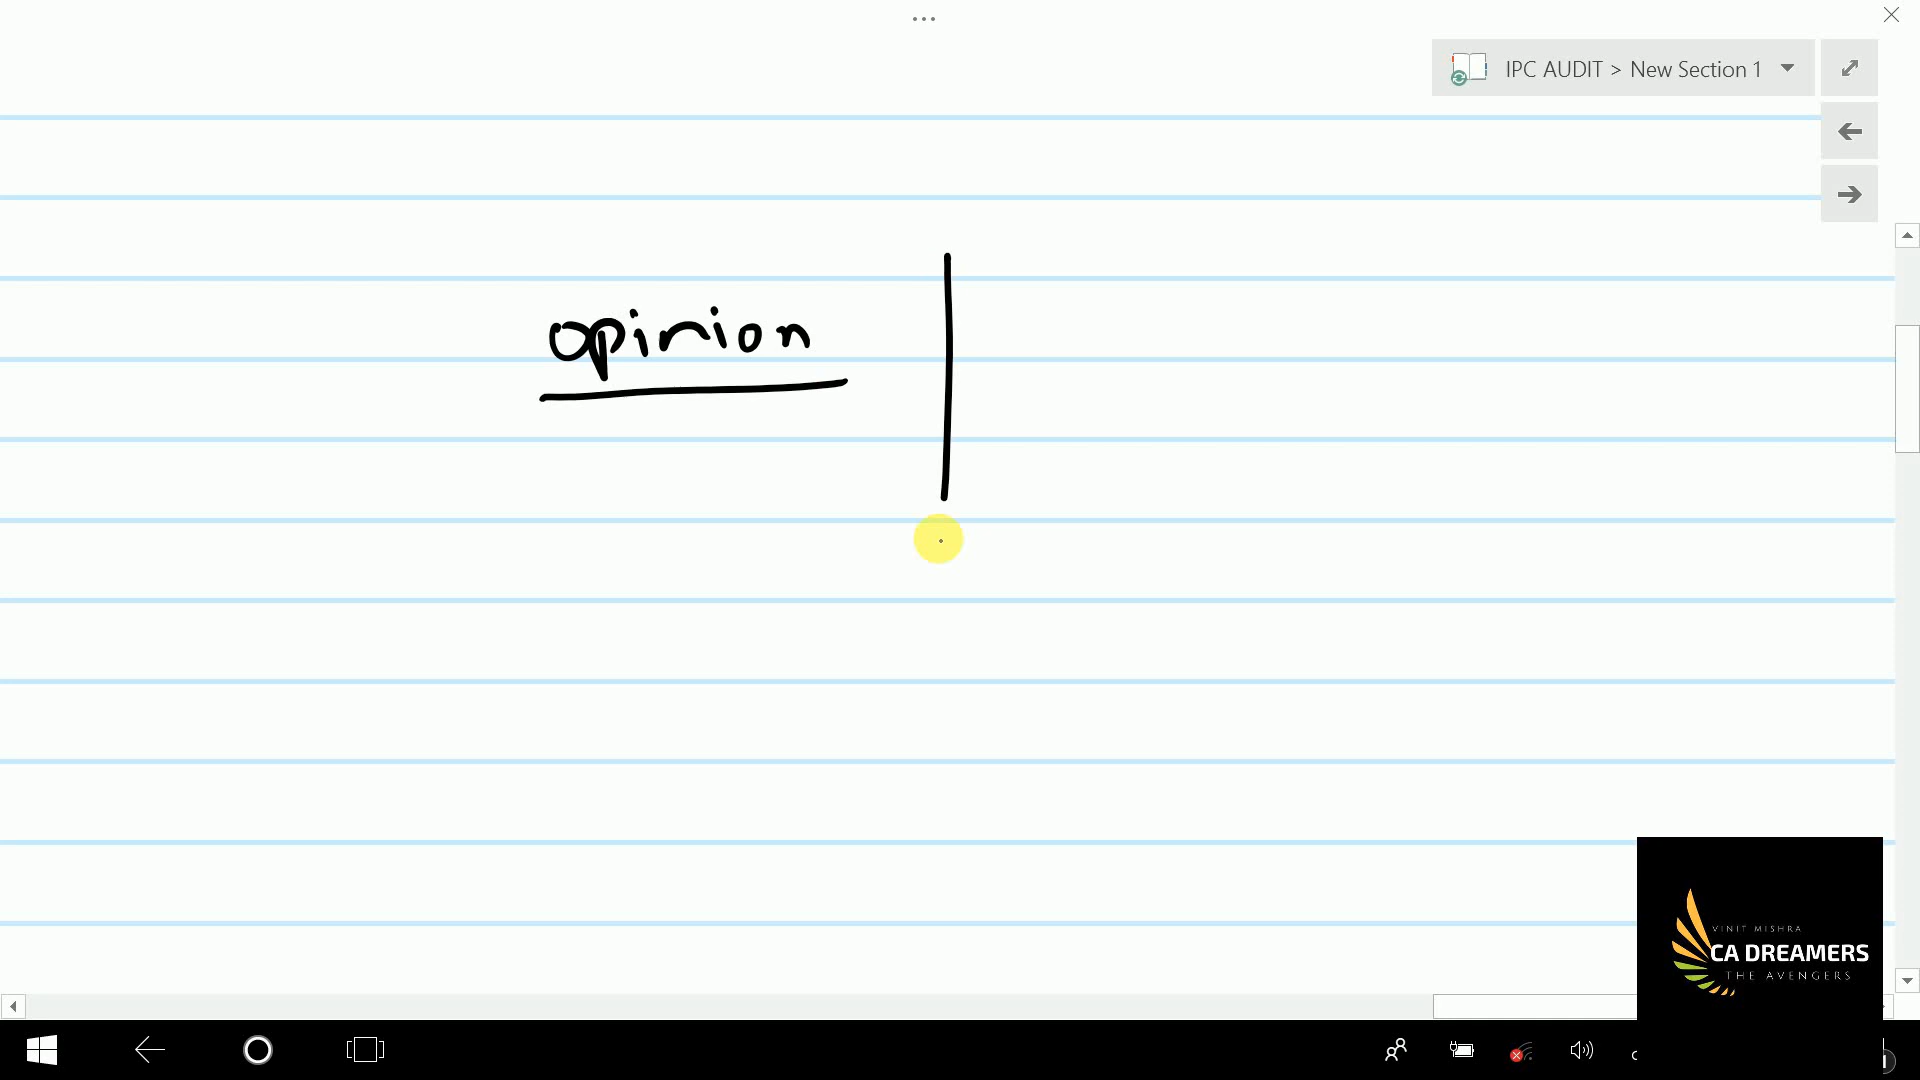 IPC AUDIT > New Section 1
opinion
VINIT MISHRA
CA DREAMERS
THE AVENGERS